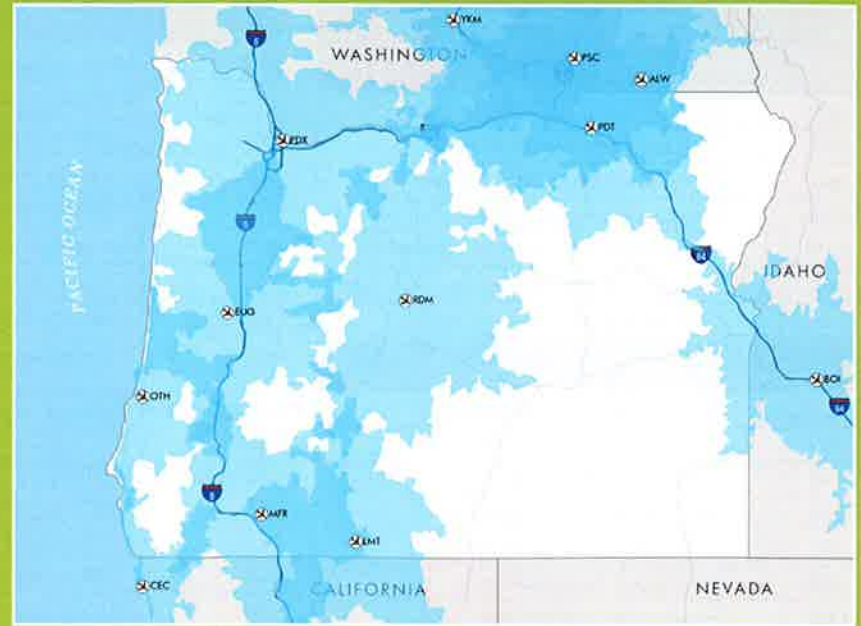 YKM
5
WASHINGTON
PSC
ALW
PDX
PDT
PACIFIC OCEAN
5
84
IDAHO
RDM
EUG
BOI
OTH
84
5
MFR
LMT
CEC
CALIFORNIA
NEVADA